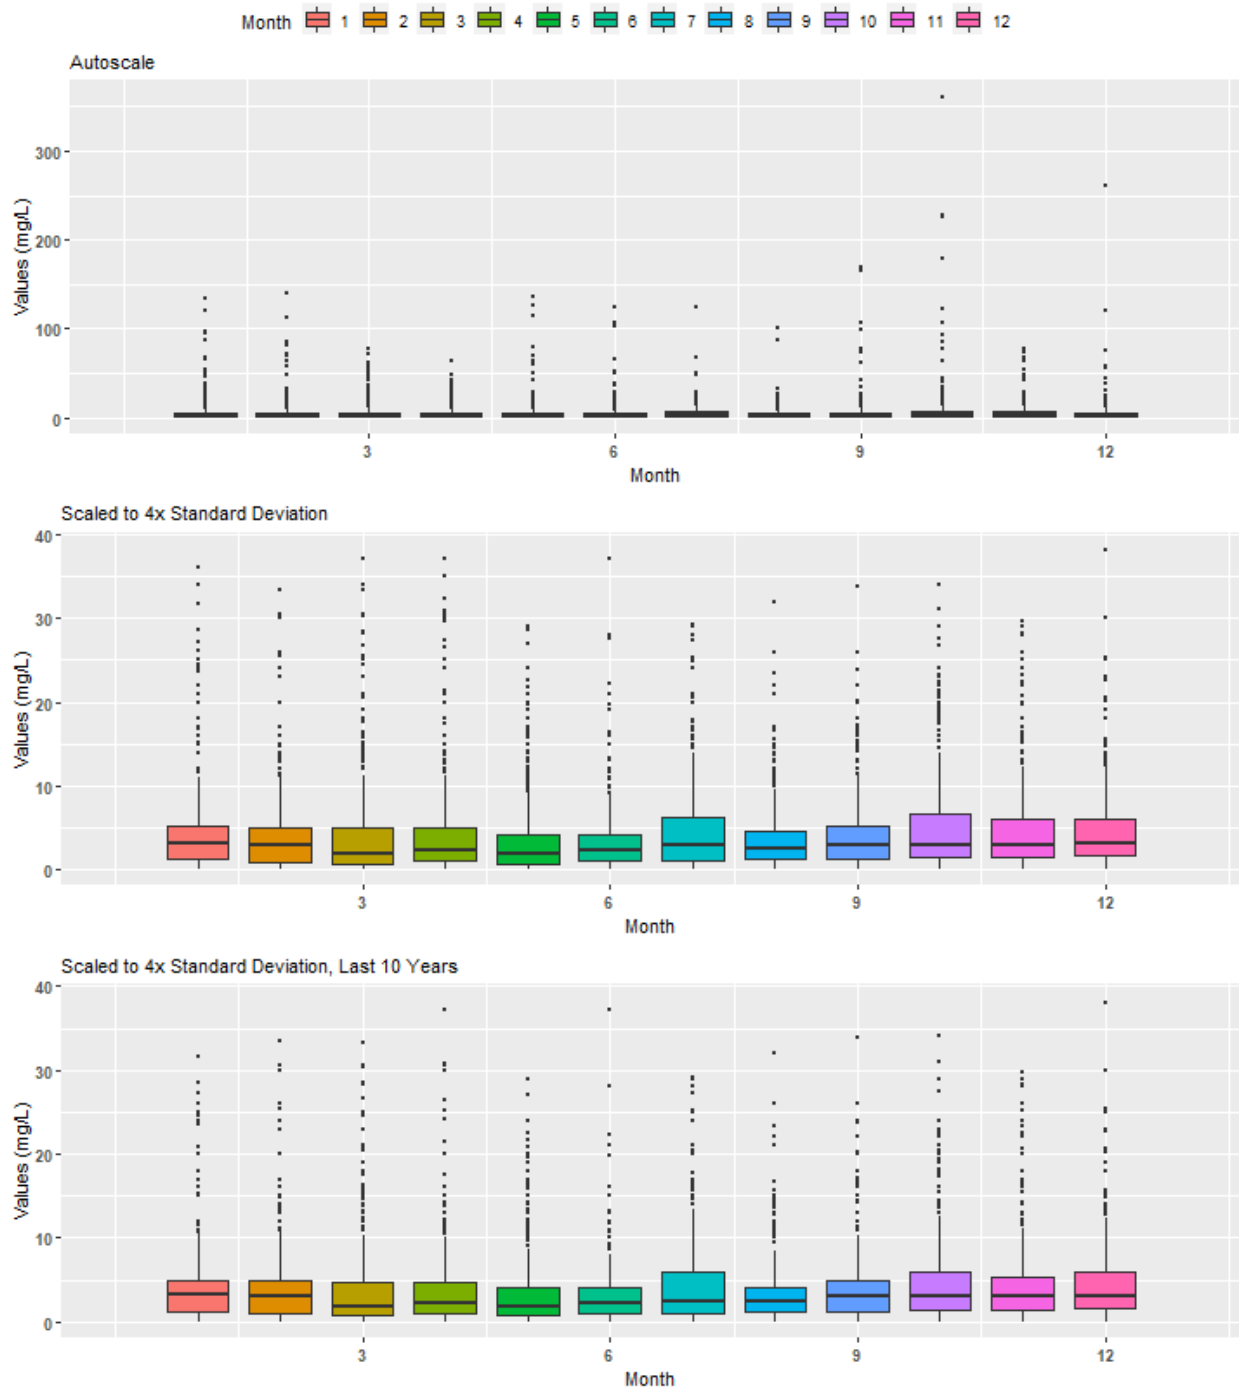 Month 1 2 3 4 5 6 7 8 9 10 11 12
Autoscale
Values (mg/L)
300
200
100
0
3 6 9 12
Month
Scaled to 4x Standard Deviation
Values (mg/L)
40
30
20
10
0
3 6 9 12
Month
Scaled to 4x Standard Deviation, Last 10 Years
Values (mg/L)
40
30
20
10
0
3 6 9 12
Month